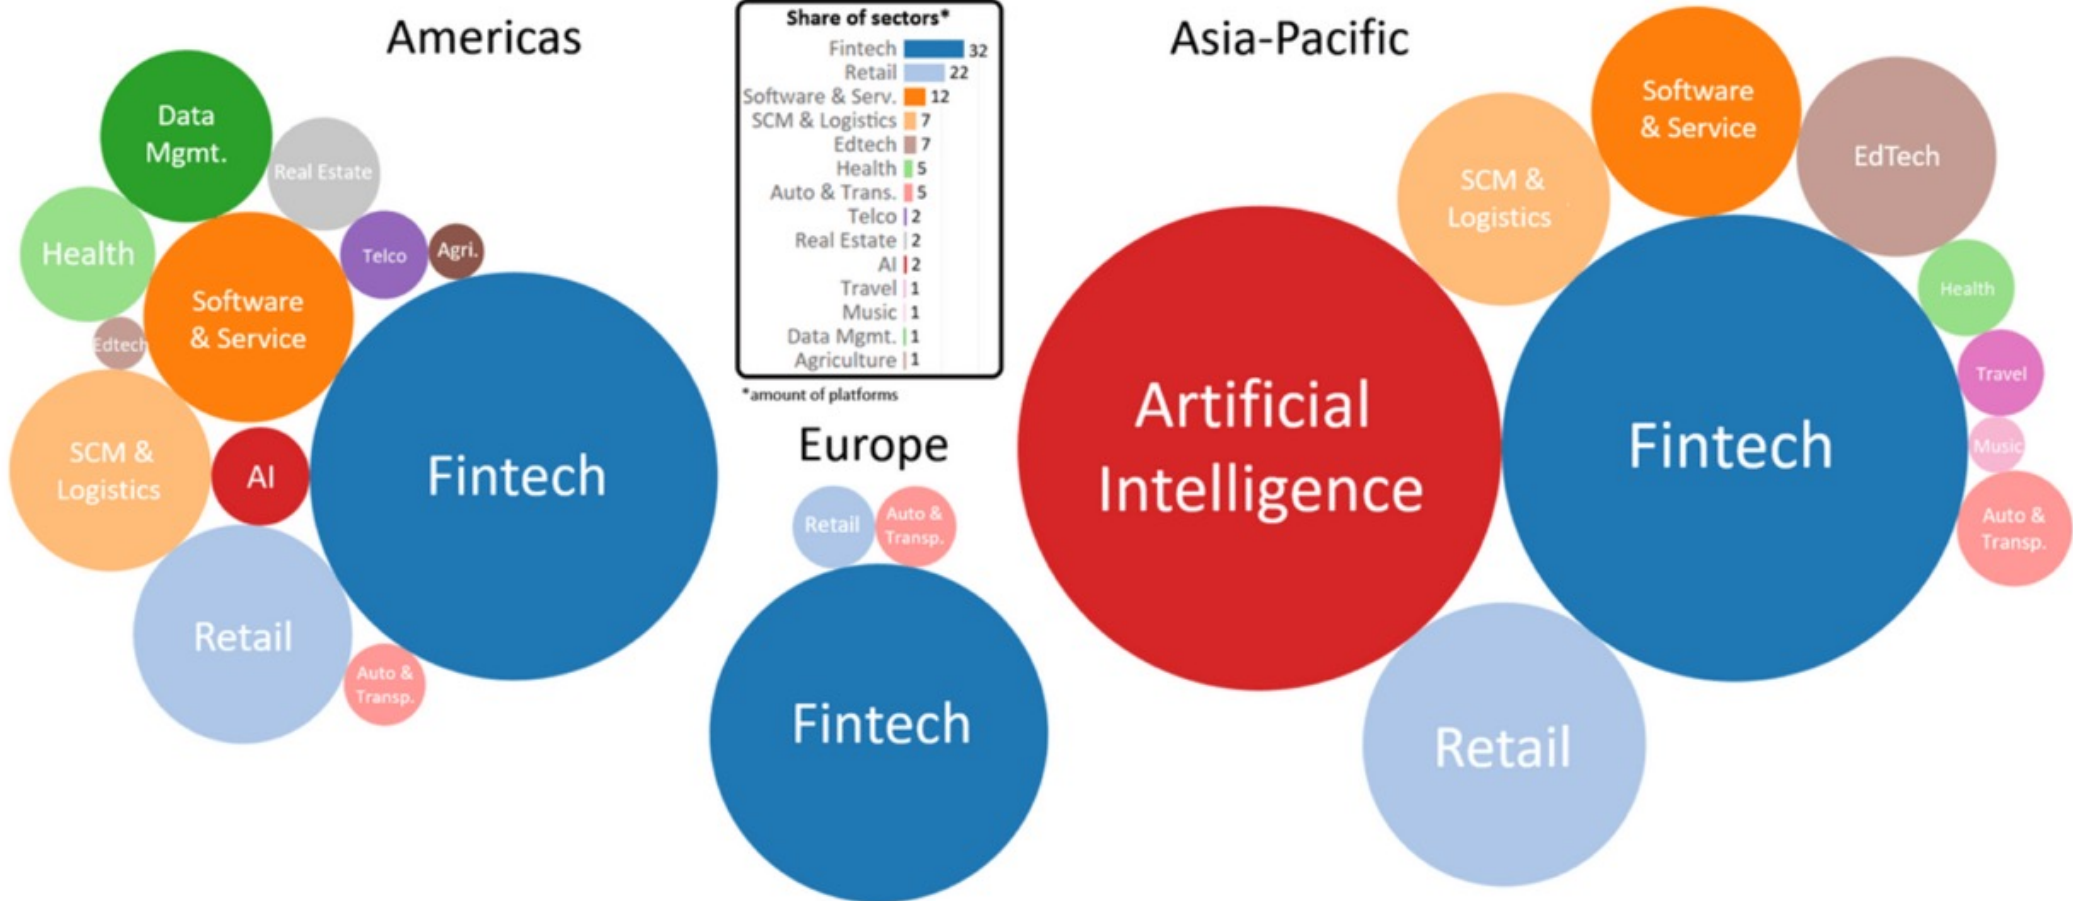 Americas
Data
Mgmt.
Real Estate
Health
Telco
Agri.
Software
& Service
Edtech
SCM &
Logistics
AI
Fintech
Retail
Auto &
Transp.
Share of sectors*
Fintech 32
Retail 22
Software & Serv. 12
SCM & Logistics 7
Edtech 7
Health 5
Auto & Trans. 5
Telco 2
Real Estate 2
AI 2
Travel 1
Music 1
Data Mgmt. 1
Agriculture 1
*amount of platforms
Europe
Retail
Auto &
Transp.
Fintech
Asia-Pacific
Software
& Service
EdTech
SCM &
Logistics
Health
Travel
Artificial
Intelligence
Fintech
Music
Auto &
Transp.
Retail